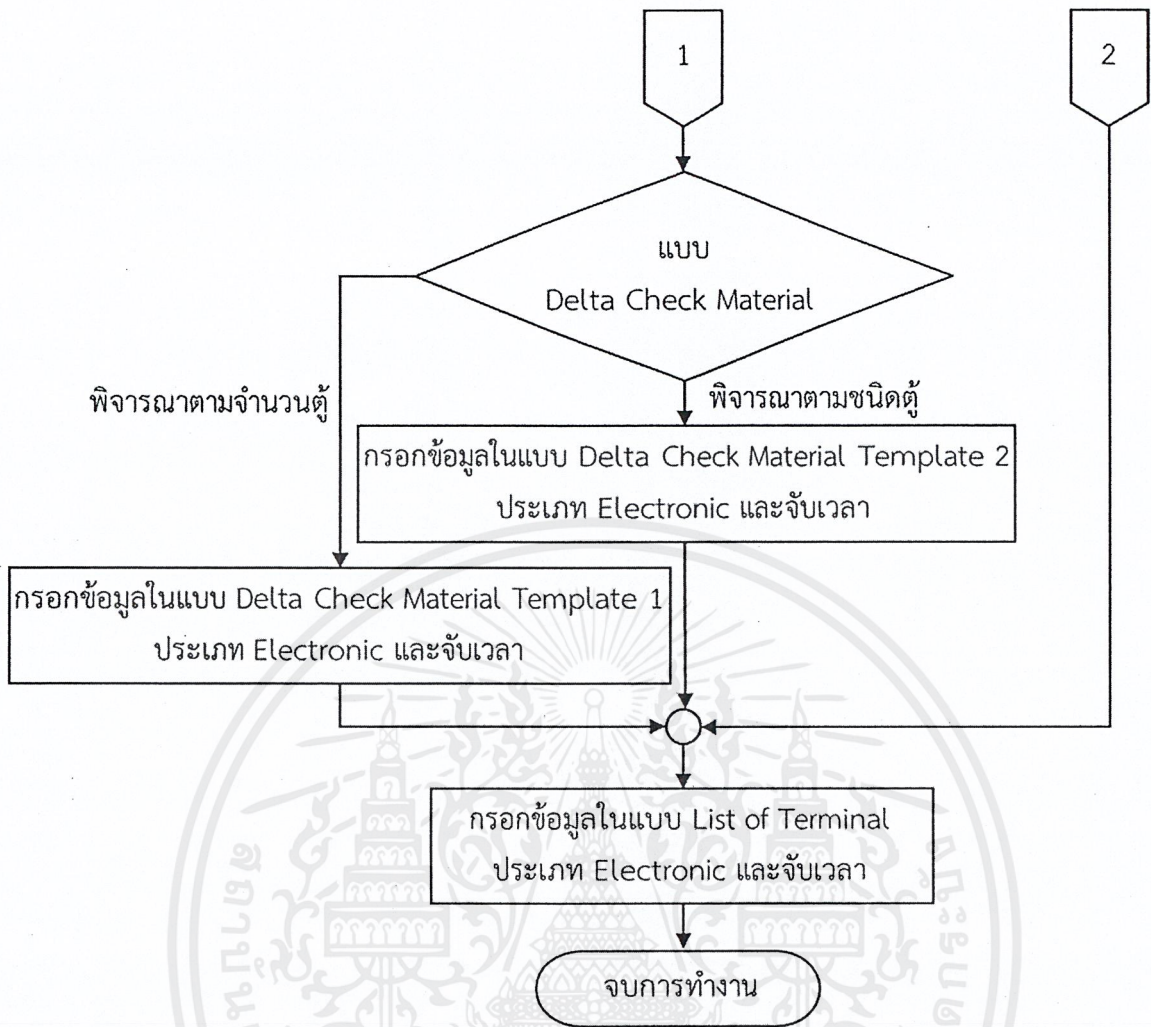 1
2
แบบ
Delta Check Material
พิจารณาตามจำนวนตู้
พิจารณาตามชนิดตู้
กรอกข้อมูลในแบบ Delta Check Material Template 2
ประเภท Electronic และจับเวลา
กรอกข้อมูลในแบบ Delta Check Material Template 1
ประเภท Electronic และจับเวลา
กรอกข้อมูลในแบบ List of Terminal
ประเภท Electronic และจับเวลา
จบการทำงาน